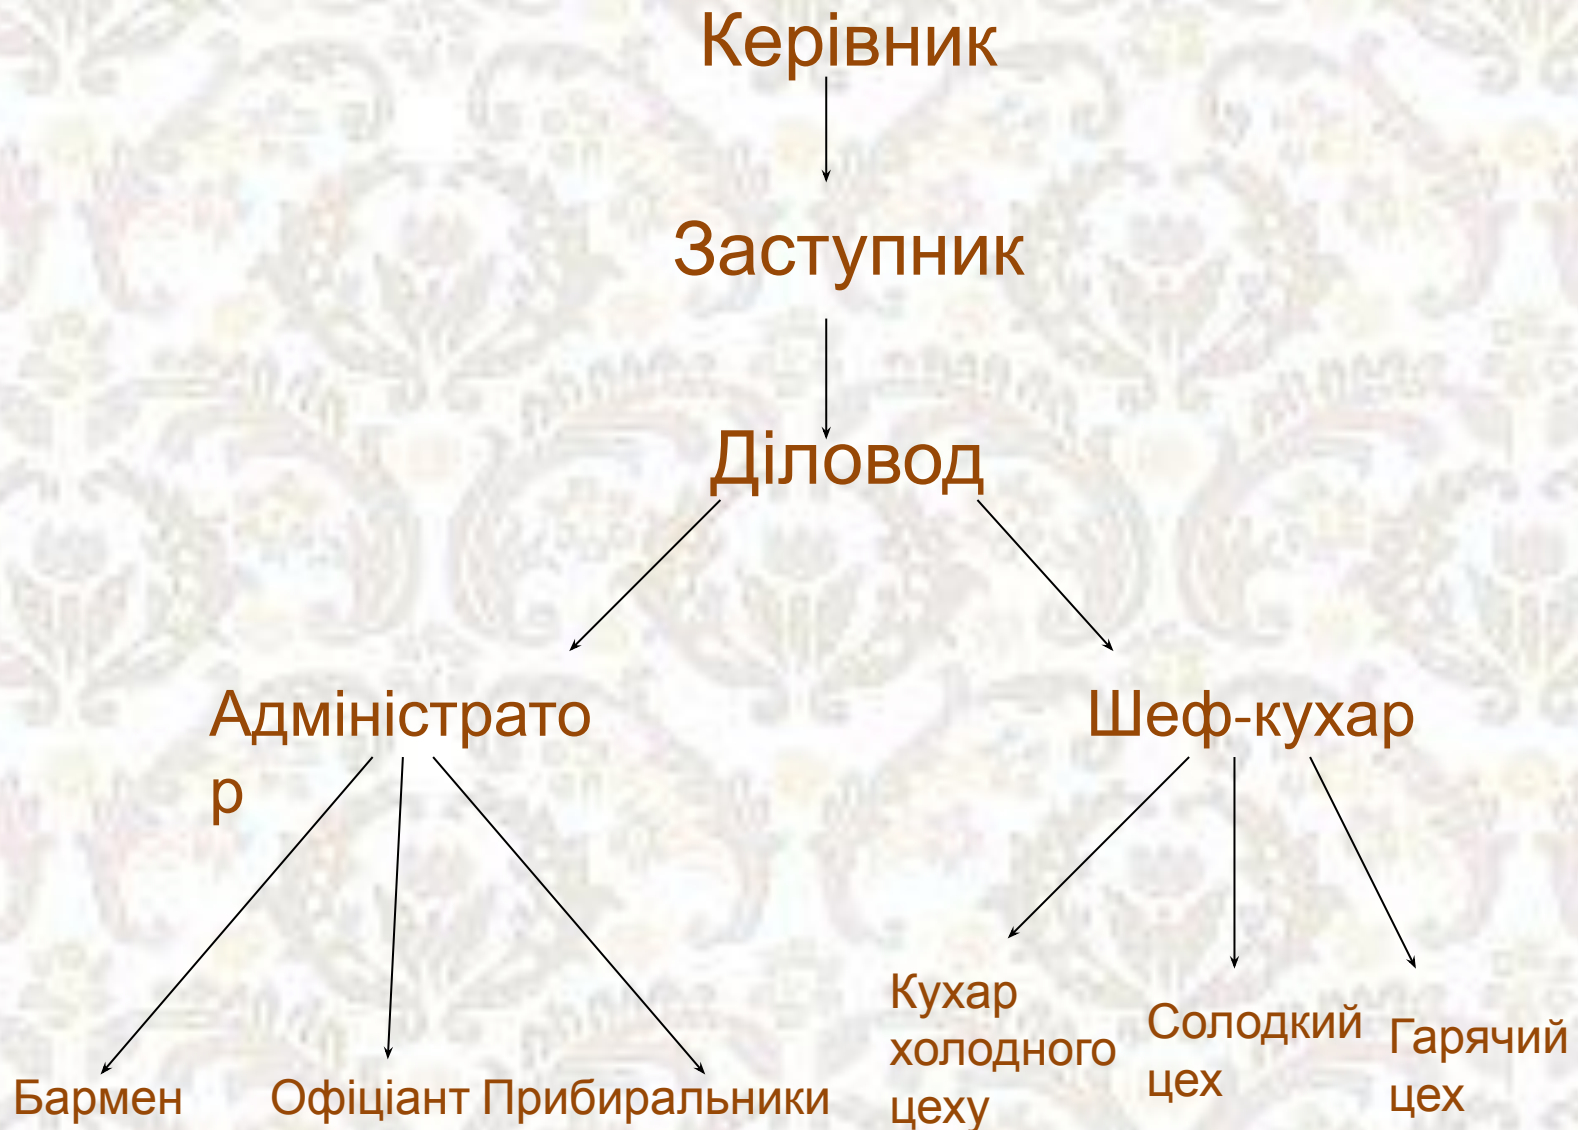 Керівник
Заступник
Діловод
Адміністрато
р
Шеф-кухар
Бармен
Офіціант
Прибиральники
Кухар
холодного
цеху
Солодкий
цех
Гарячий
цех